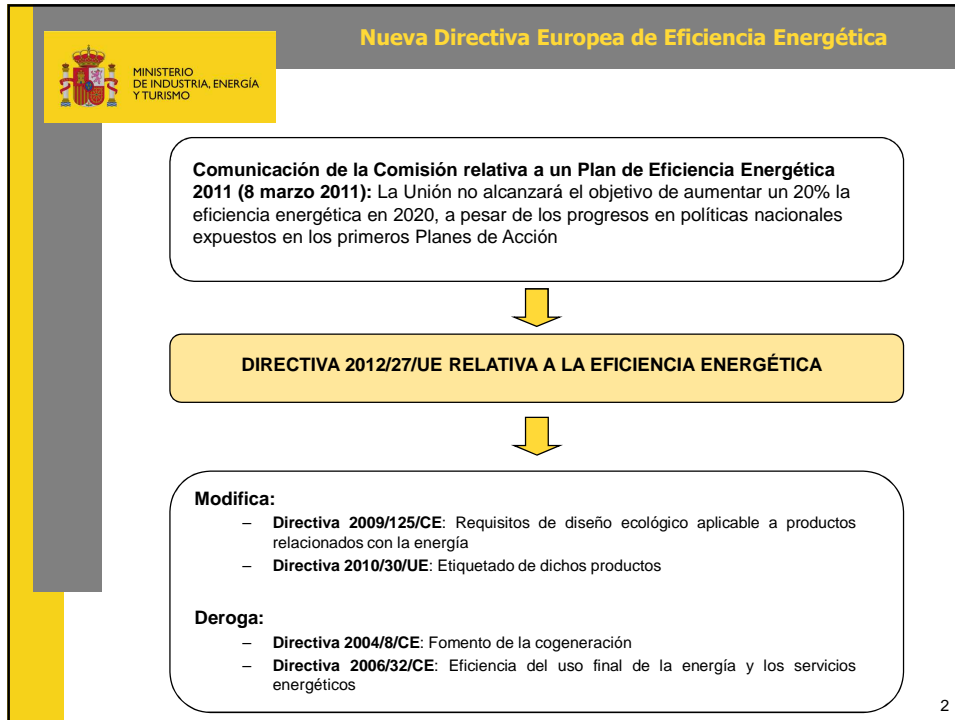 Nueva Directiva Europea de Eficiencia Energética
MINISTERIO
DE INDUSTRIA, ENERGÍA
Y TURISMO
Comunicación de la Comisión relativa a un Plan de Eficiencia Energética
2011 (8 marzo 2011): La Unión no alcanzará el objetivo de aumentar un 20% la
eficiencia energética en 2020, a pesar de los progresos en políticas nacionales
expuestos en los primeros Planes de Acción
DIRECTIVA 2012/27/UE RELATIVA A LA EFICIENCIA ENERGÉTICA
Modifica:
– Directiva 2009/125/CE: Requisitos de diseño ecológico aplicable a productos
relacionados con la energía
– Directiva 2010/30/UE: Etiquetado de dichos productos
Deroga:
– Directiva 2004/8/CE: Fomento de la cogeneración
– Directiva 2006/32/CE: Eficiencia del uso final de la energía y los servicios
energéticos
2